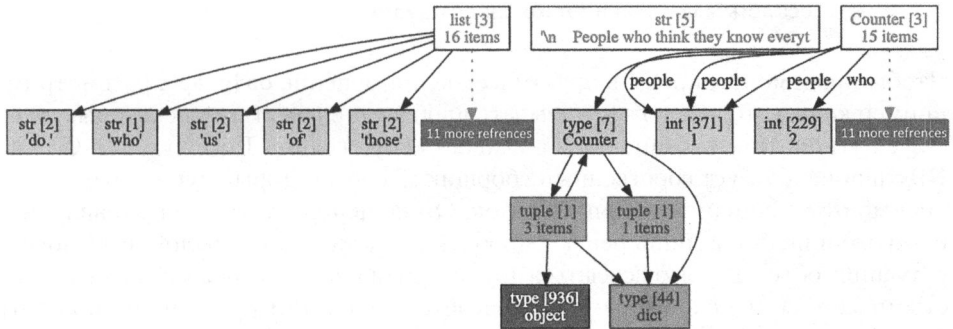 list [3]
16 items
str [5]
'\n People who think they know everyt
Counter [3]
15 items
people
people
people
who
str [2]
'do.'
str [1]
'who'
str [2]
'us'
str [2]
'of'
str [2]
'those'
11 more refrences
type [7]
Counter
int [371]
1
int [229]
2
11 more refrences
tuple [1]
3 items
tuple [1]
1 items
type [936]
object
type [44]
dict